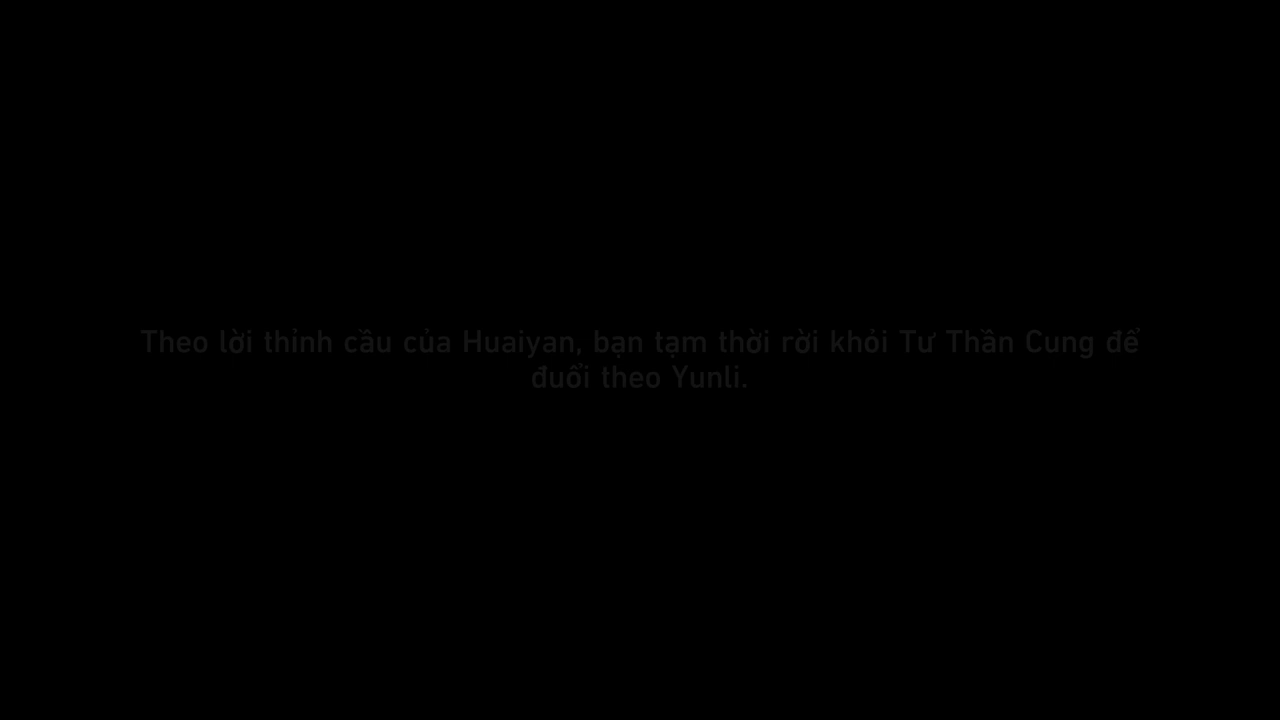 Theo lời thỉnh cầu của Huaiyan, bạn tạm thời rời khỏi Tư Thần Cung để
đuổi theo Yunli.